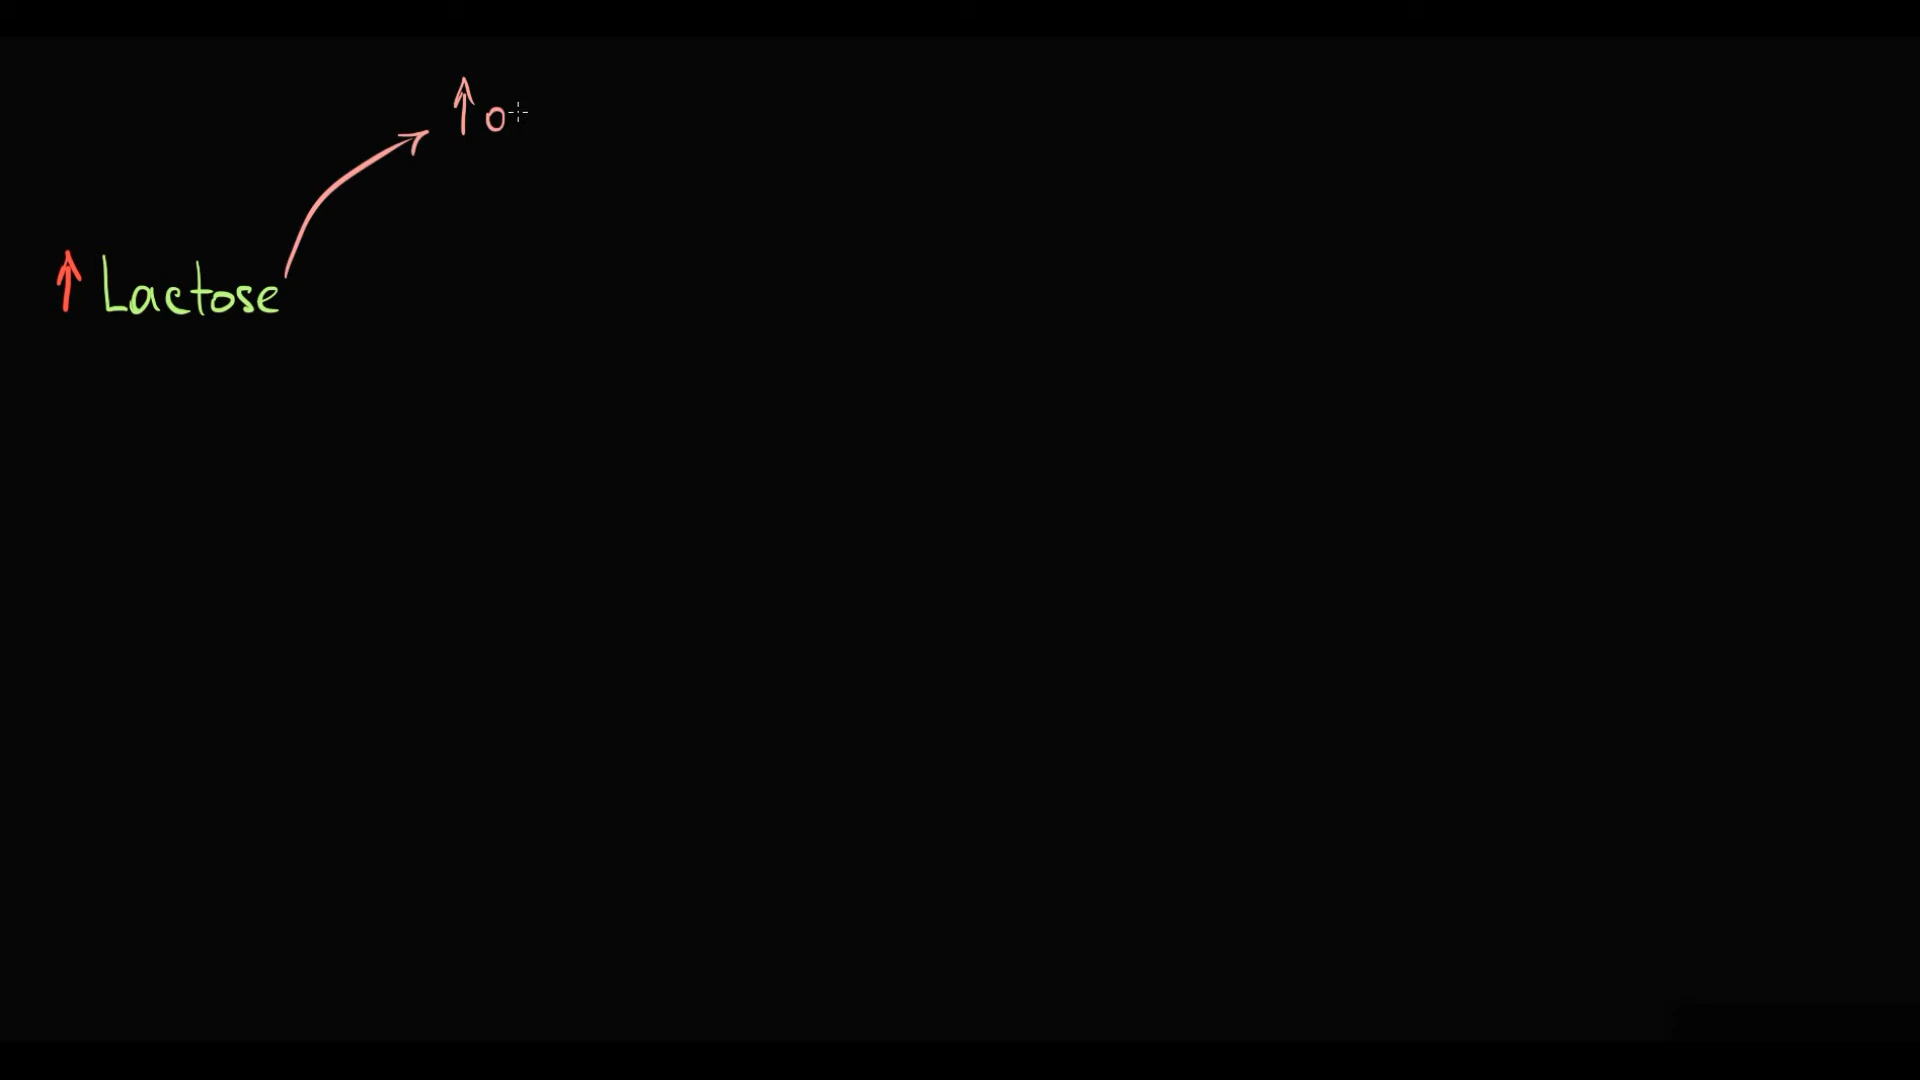 ↑ o
↑ Lactose